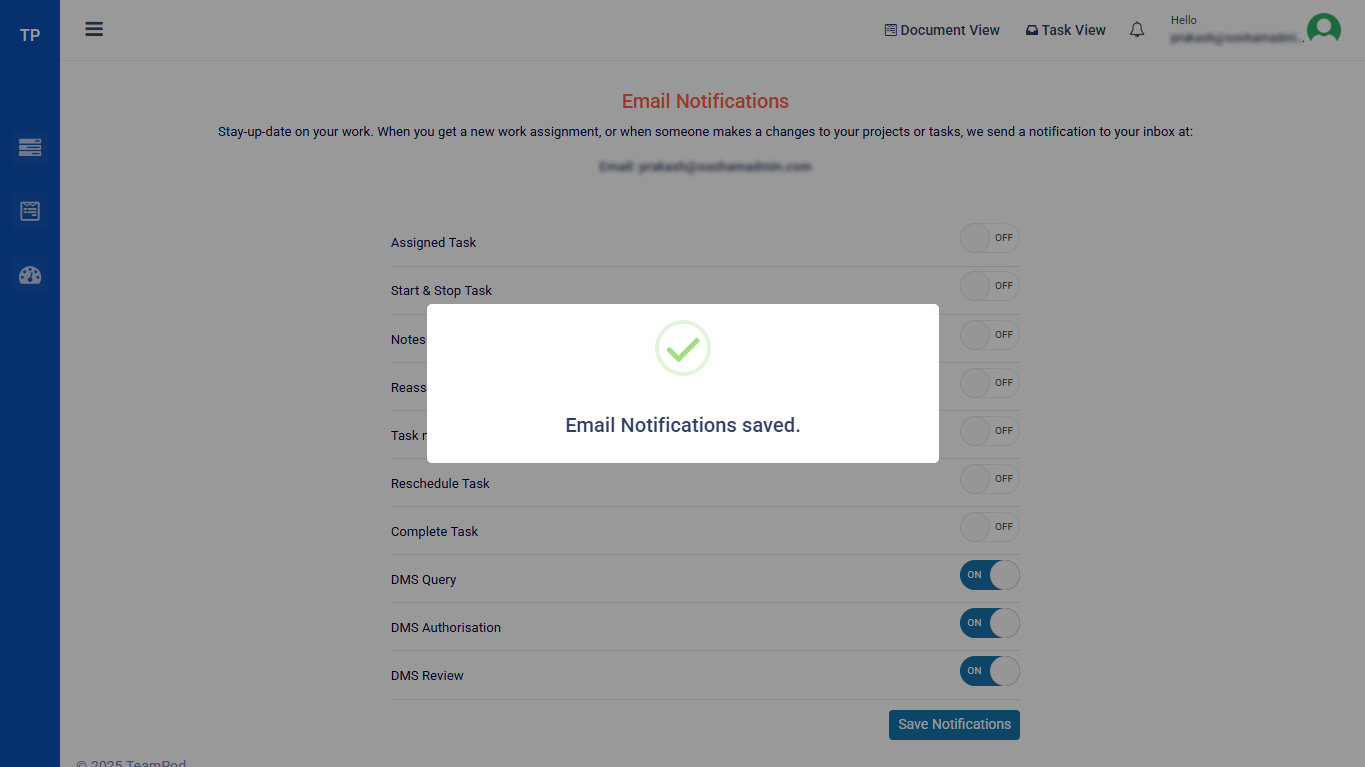 TP
Document View
Task View
Hello
Email Notifications
Stay-up-date on your work. When you get a new work assignment, or when someone makes a changes to your projects or tasks, we send a notification to your inbox at:
Assigned Task OFF
Start & Stop Task OFF
Notes OFF
Reass OFF
Task OFF
Email Notifications saved.
Reschedule Task OFF
Complete Task OFF
DMS Query ON
DMS Authorisation ON
DMS Review ON
Save Notifications
© 2025 TeamPod